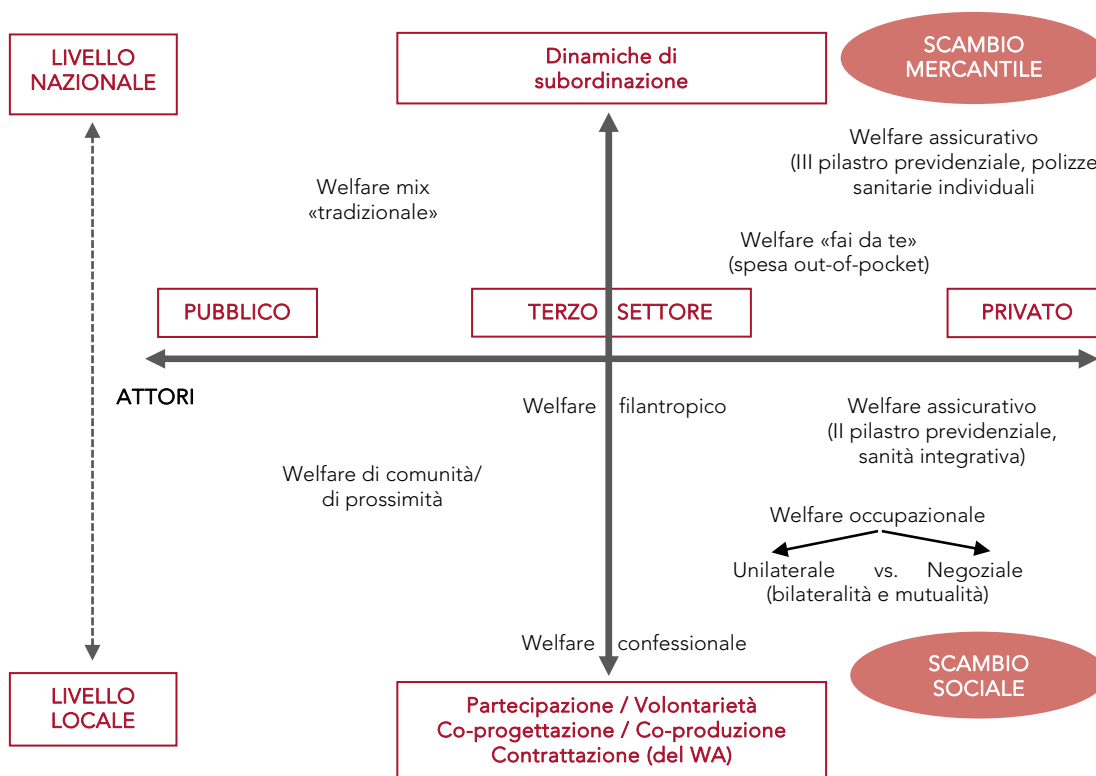 LIVELLO
NAZIONALE
Dinamiche di
subordinazione
SCAMBIO
MERCANTILE
Welfare assicurativo
(III pilastro previdenziale, polizze
sanitarie individuali
Welfare mix
«tradizionale»
Welfare «fai da te»
(spesa out-of-pocket)
PUBBLICO
TERZO SETTORE
PRIVATO
ATTORI
Welfare filantropico
Welfare assicurativo
(II pilastro previdenziale,
sanità integrativa)
Welfare di comunità/
di prossimità
Welfare occupazionale
Unilaterale vs. Negoziale
(bilateralità e mutualità)
Welfare confessionale
SCAMBIO
SOCIALE
LIVELLO
LOCALE
Partecipazione / Volontarietà
Co-progettazione / Co-produzione
Contrattazione (del WA)